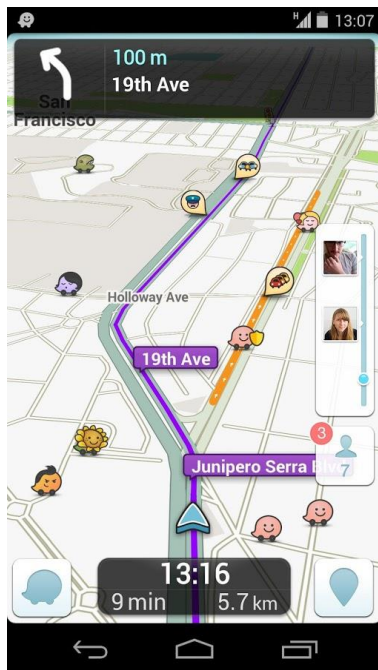 H
13:07
100 m
19th Ave
San
Francisco
Holloway Ave
19th Ave
3
7
Junipero Serra Blvd
13:16
9 min
5.7 km